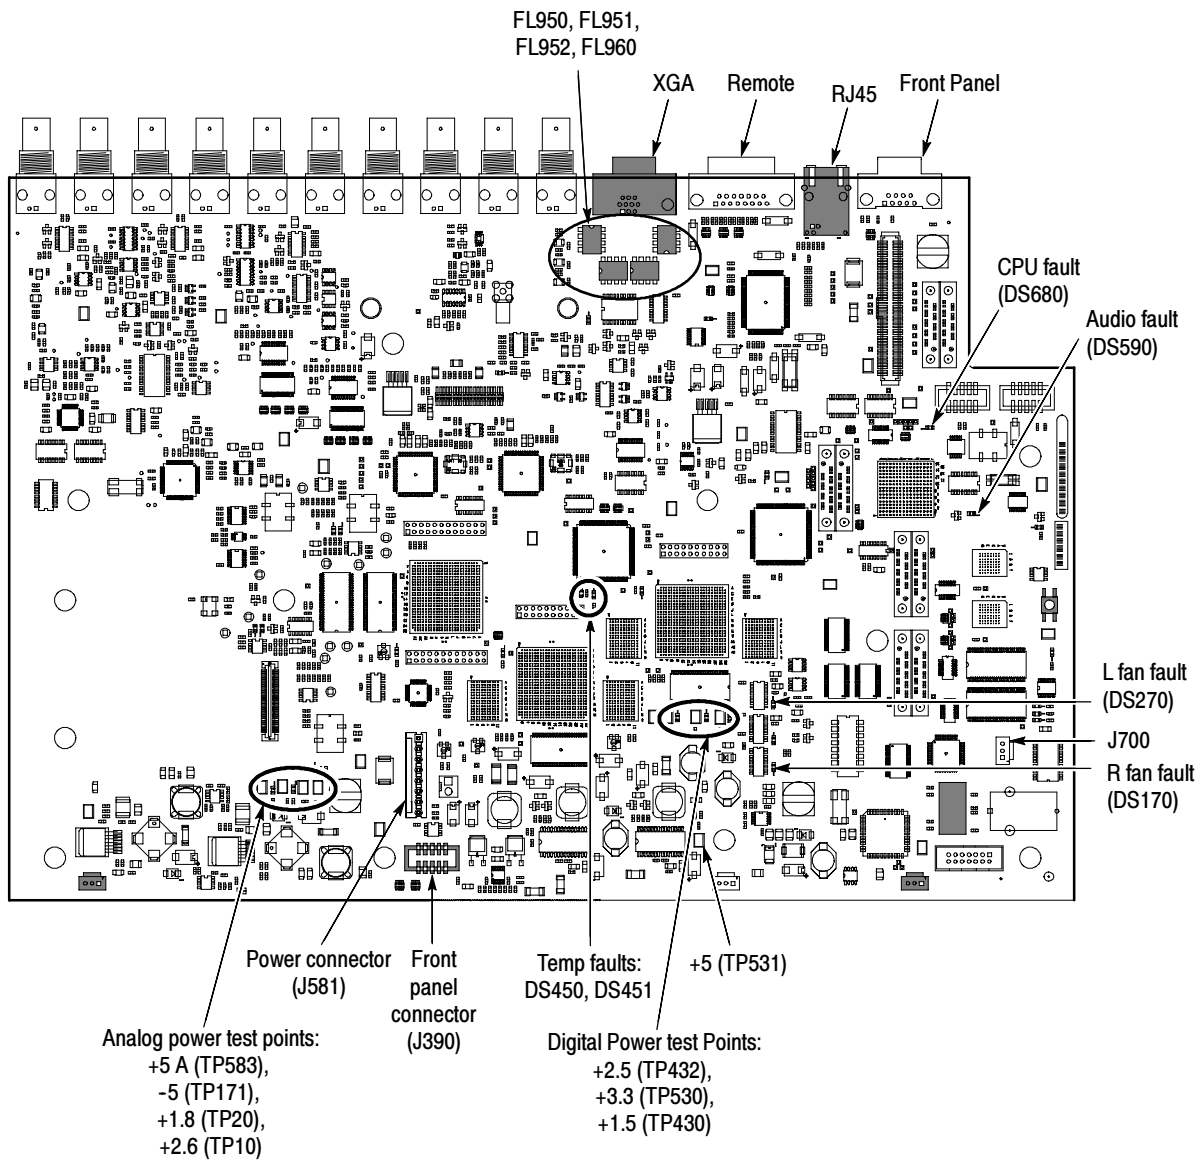 FL950, FL951,
FL952, FL960
XGA
Remote
RJ45
Front Panel
CPU fault
(DS680)
Audio fault
(DS590)
L fan fault
(DS270)
J700
R fan fault
(DS170)
Power connector
(J581)
Front
panel
connector
(J390)
Temp faults:
DS450, DS451
+5 (TP531)
Analog power test points:
+5 A (TP583),
-5 (TP171),
+1.8 (TP20),
+2.6 (TP10)
Digital Power test Points:
+2.5 (TP432),
+3.3 (TP530),
+1.5 (TP430)